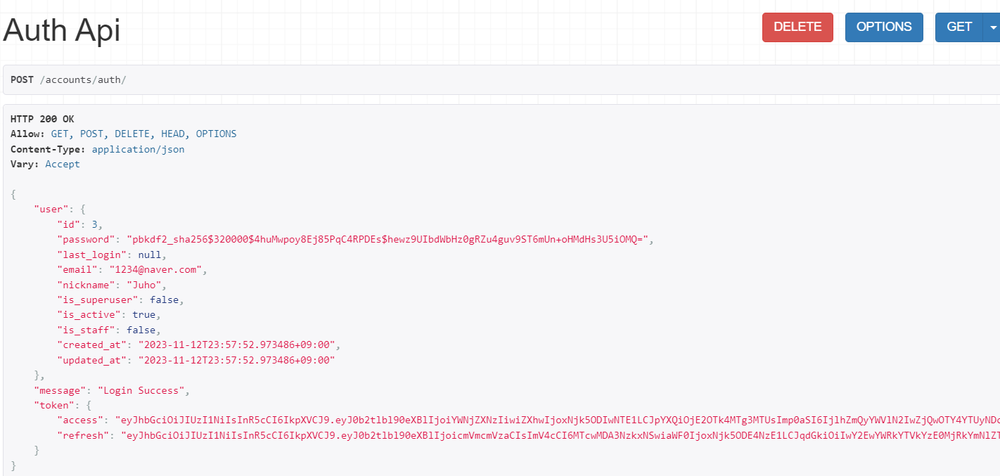 Auth Api
DELETE OPTIONS GET
POST /accounts/auth/
HTTP 200 OK
Allow: GET, POST, DELETE, HEAD, OPTIONS
Content-Type: application/json
Vary: Accept
{
"user": {
"id": 3,
"password": "pbkdf2_sha256$320000$4huMwpoy8Ej85PqC4RPDEs$hewz9UIbdWbHz0gRZu4guv9ST6mUn+oHMdHs3U5iOMQ=",
"last_login": null,
"email": "1234@naver.com",
"nickname": "Juho",
"is_superuser": false,
"is_active": true,
"is_staff": false,
"created_at": "2023-11-12T23:57:52.973486+09:00",
"updated_at": "2023-11-12T23:57:52.973486+09:00"
},
"message": "Login Success",
"token": {
"access": "eyJhbGciOiJIUzI1NiIsInR5cCI6IkpXVCJ9.eyJ0b2tlbl90eXBlIjoiYWNjZXNzIiwiZXhwIjoxNjk5ODIwNTE1LCJpYXQiOjE2OTk4MTg3MTUsImp0aSI6IjlhZmQyYWVlN2IwZjQwOTY4YTUyNDc
"refresh": "eyJhbGciOiJIUzI1NiIsInR5cCI6IkpXVCJ9.eyJ0b2tlbl90eXBlIjoicmVmcmVzaCIsImV4cCI6MTcwMDA3NzkxNSwiaWF0IjoxNjk5ODE4NzE1LCJqdGkiOiIwY2EwYWRkYTVkYzE0MjRkYmNlZT
}
}